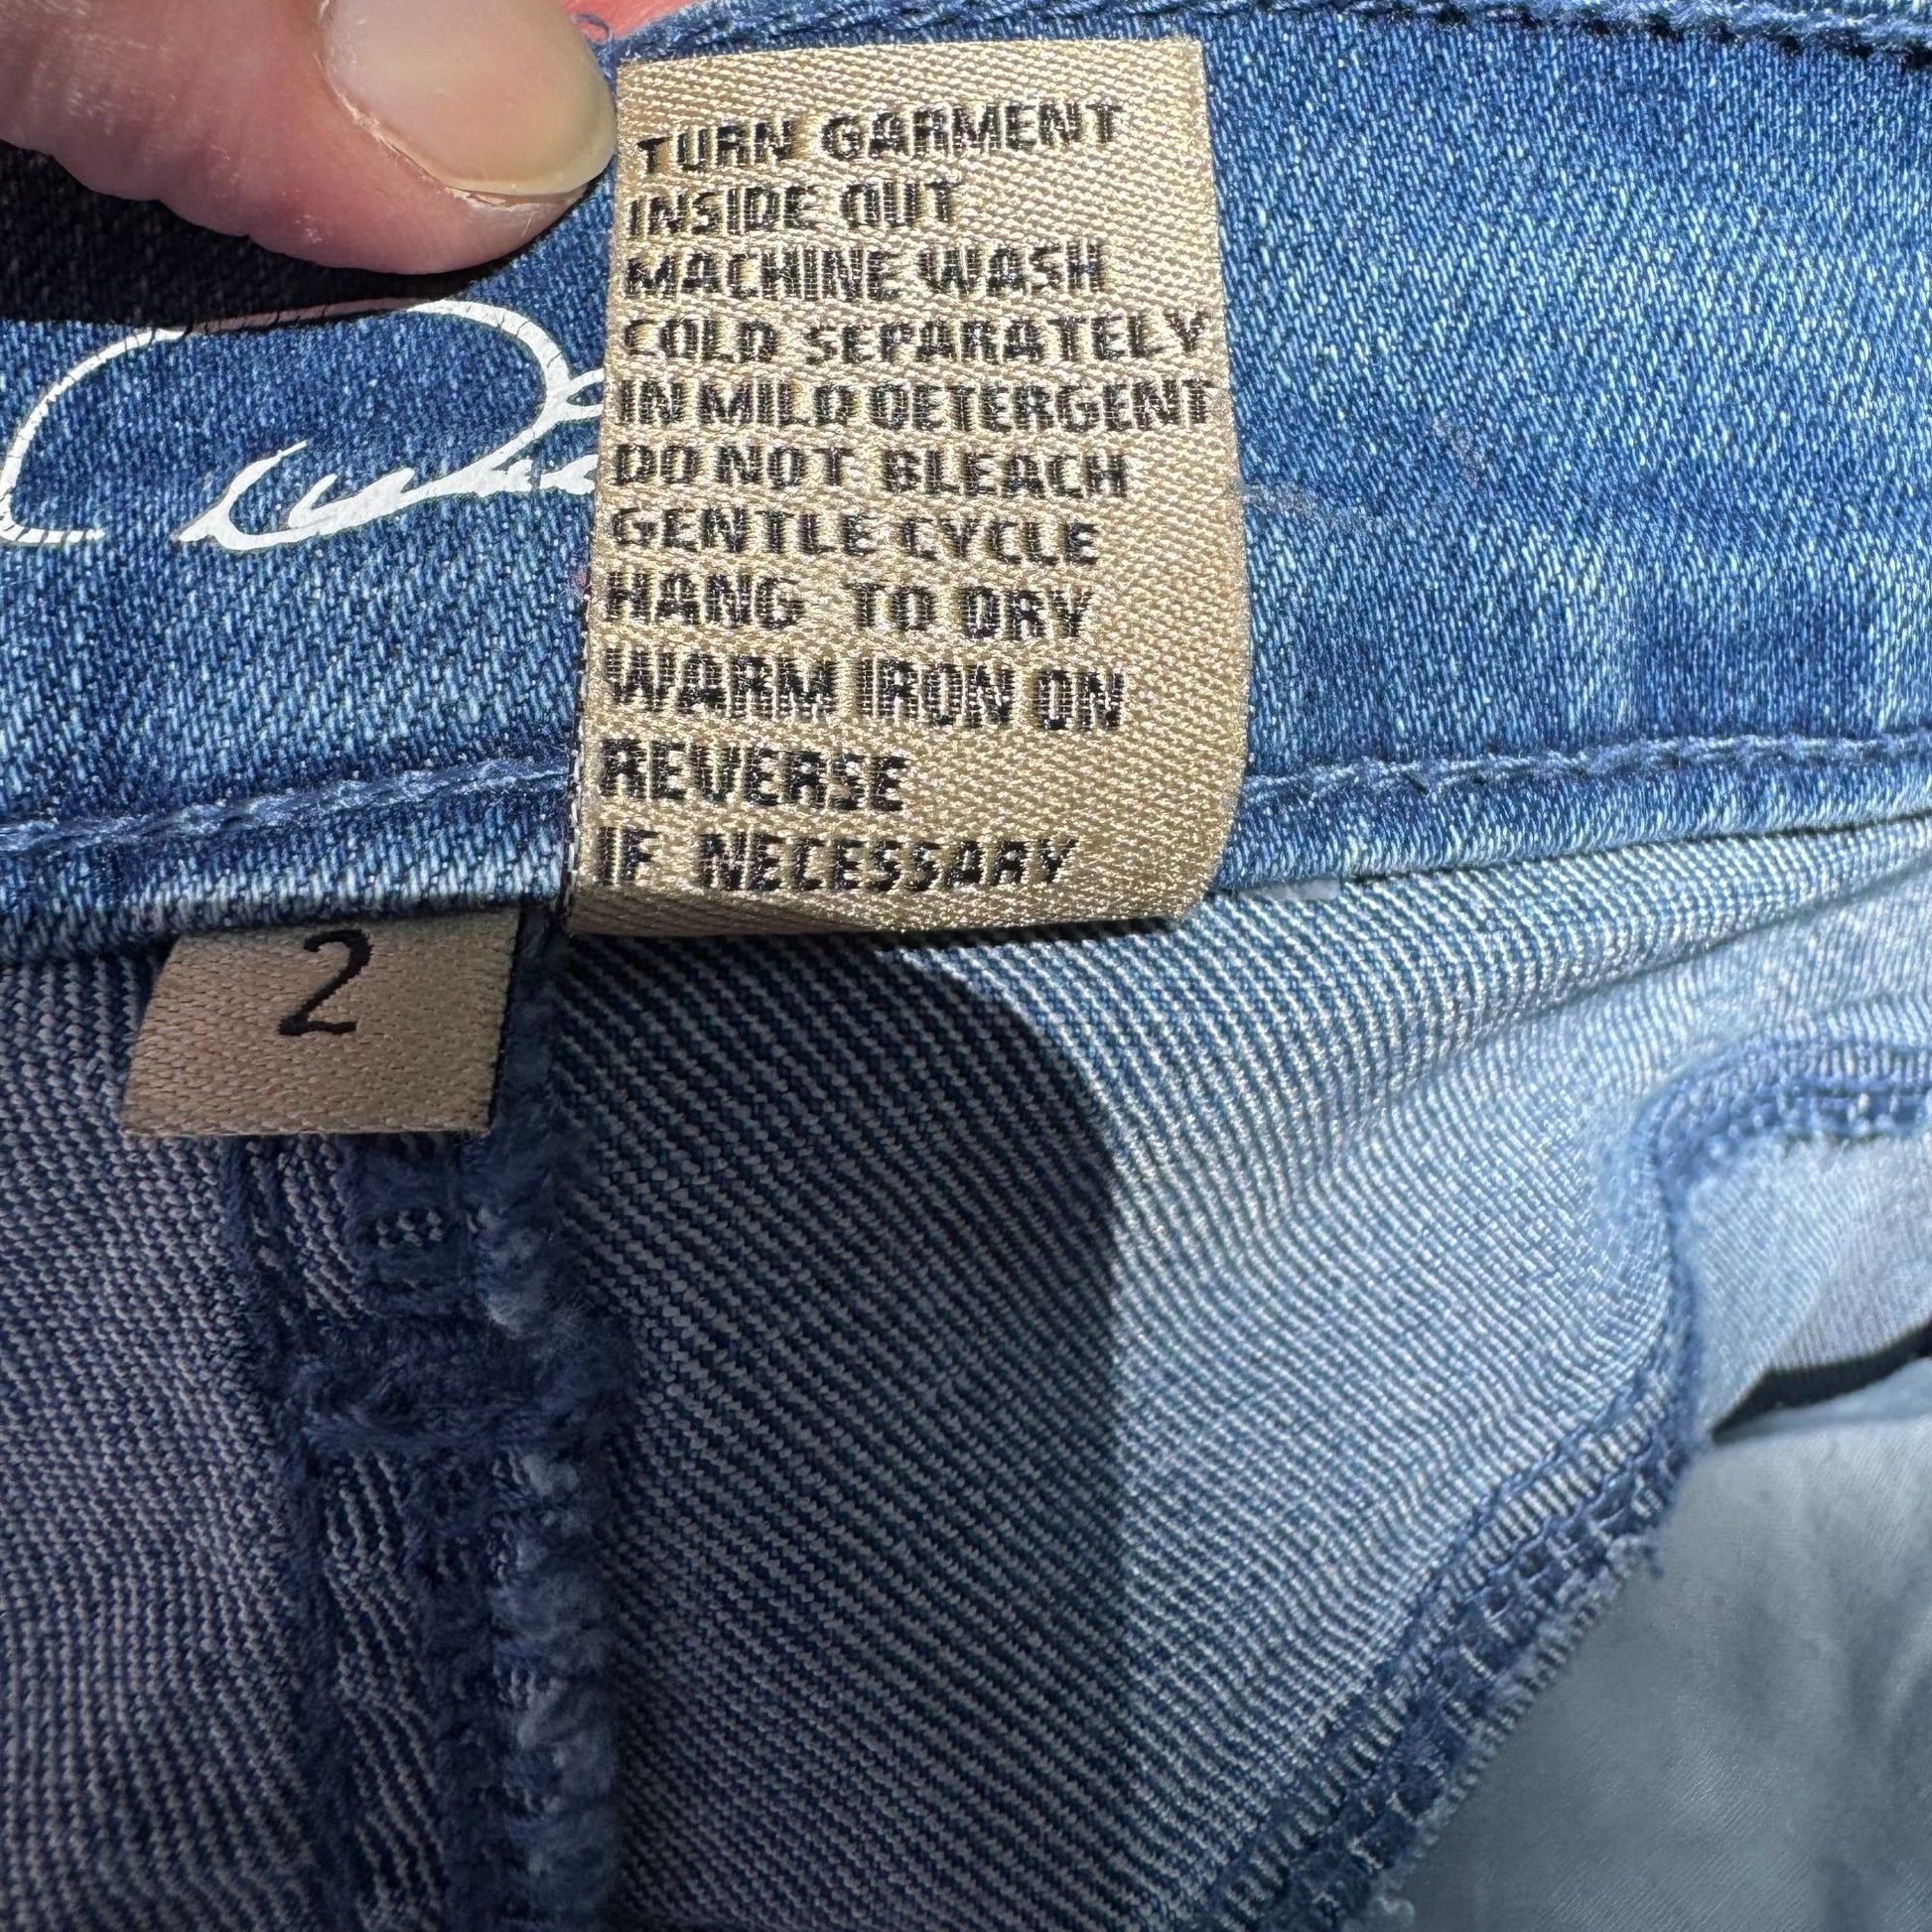 TURN GARMENT
INSIDE OUT
MACHINE WASH
COLD SEPARATELY
IN MILD DETERGENT
DO NOT BLEACH
GENTLE CYCLE
HANG TO DRY
WARM IRON ON
REVERSE
IF NECESSARY
2